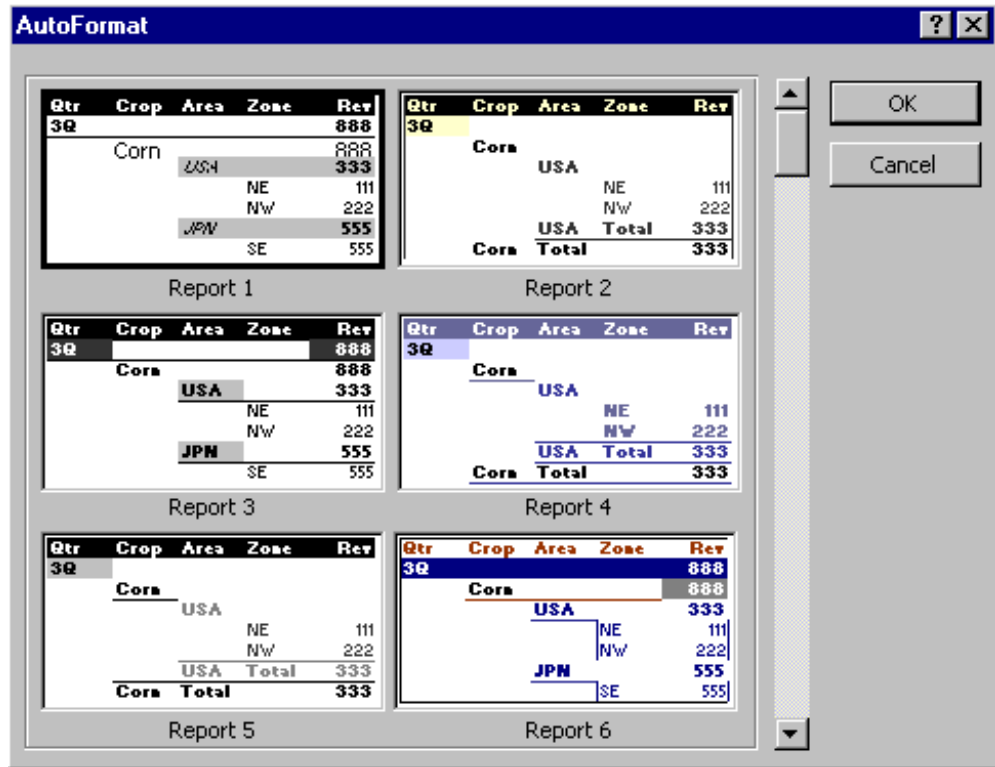 AutoFormat
OK
Cancel
Qtr Crop Area Zone Rev
3Q 888
Corn 888
USA 333
NE 111
NW 222
JPN 555
SE 555
Report 1
Qtr Crop Area Zone Rev
3Q
Corn
USA
NE 111
NW 222
USA Total 333
Corn Total 333
Report 2
Qtr Crop Area Zone Rev
3Q 888
Corn 888
USA 333
NE 111
NW 222
JPN 555
SE 555
Report 3
Qtr Crop Area Zone Rev
3Q
Corn
USA
NE 111
NW 222
USA Total 333
Corn Total 333
Report 4
Qtr Crop Area Zone Rev
3Q
Corn
USA
NE 111
NW 222
USA Total 333
Corn Total 333
Report 5
Qtr Crop Area Zone Rev
3Q 888
Corn 888
USA 333
NE 111
NW 222
JPN 555
SE 555
Report 6